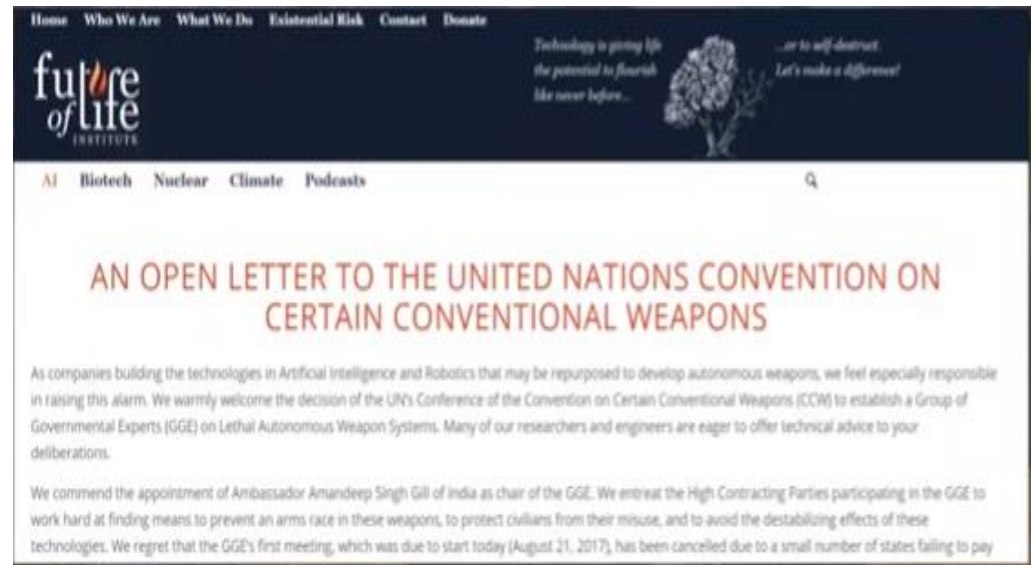 Home Who We Are What We Do Existential Risk Contact Donate
future
of life
INSTITUTE
Technology is giving life
the potential to flourish
like never before...
...or to self-destruct.
Let's make a difference!
AI Biotech Nuclear Climate Podcasts
AN OPEN LETTER TO THE UNITED NATIONS CONVENTION ON
CERTAIN CONVENTIONAL WEAPONS
As companies building the technologies in Artificial Intelligence and Robotics that may be repurposed to develop autonomous weapons, we feel especially responsible
in raising this alarm. We warmly welcome the decision of the UN's Conference of the Convention on Certain Conventional Weapons (CCW) to establish a Group of
Governmental Experts (GGE) on Lethal Autonomous Weapon Systems. Many of our researchers and engineers are eager to offer technical advice to your
deliberations.
We commend the appointment of Ambassador Amandeep Singh Gill of India as chair of the GGE. We entreat the High Contracting Parties participating in the GGE to
work hard at finding means to prevent an arms race in these weapons, to protect civilians from their misuse, and to avoid the destabilizing effects of these
technologies. We regret that the GGE's first meeting, which was due to start today (August 21, 2017), has been cancelled due to a small number of states failing to pay